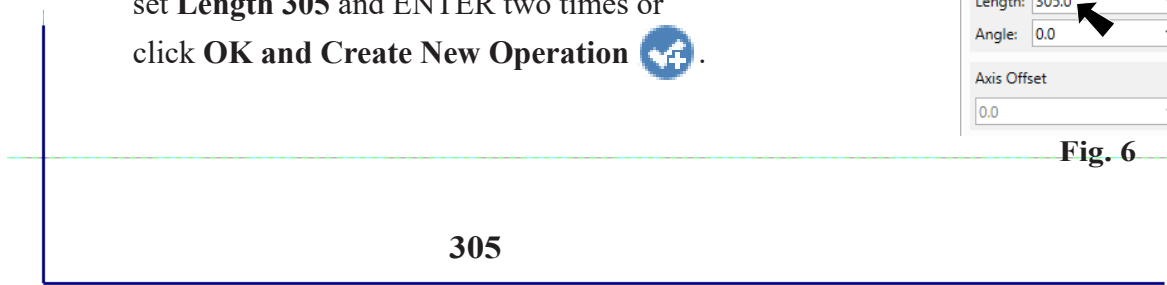 set Length 305 and ENTER two times or
click OK and Create New Operation .
Length: 305.0
Angle: 0.0
Axis Offset
0.0
Fig. 6
305